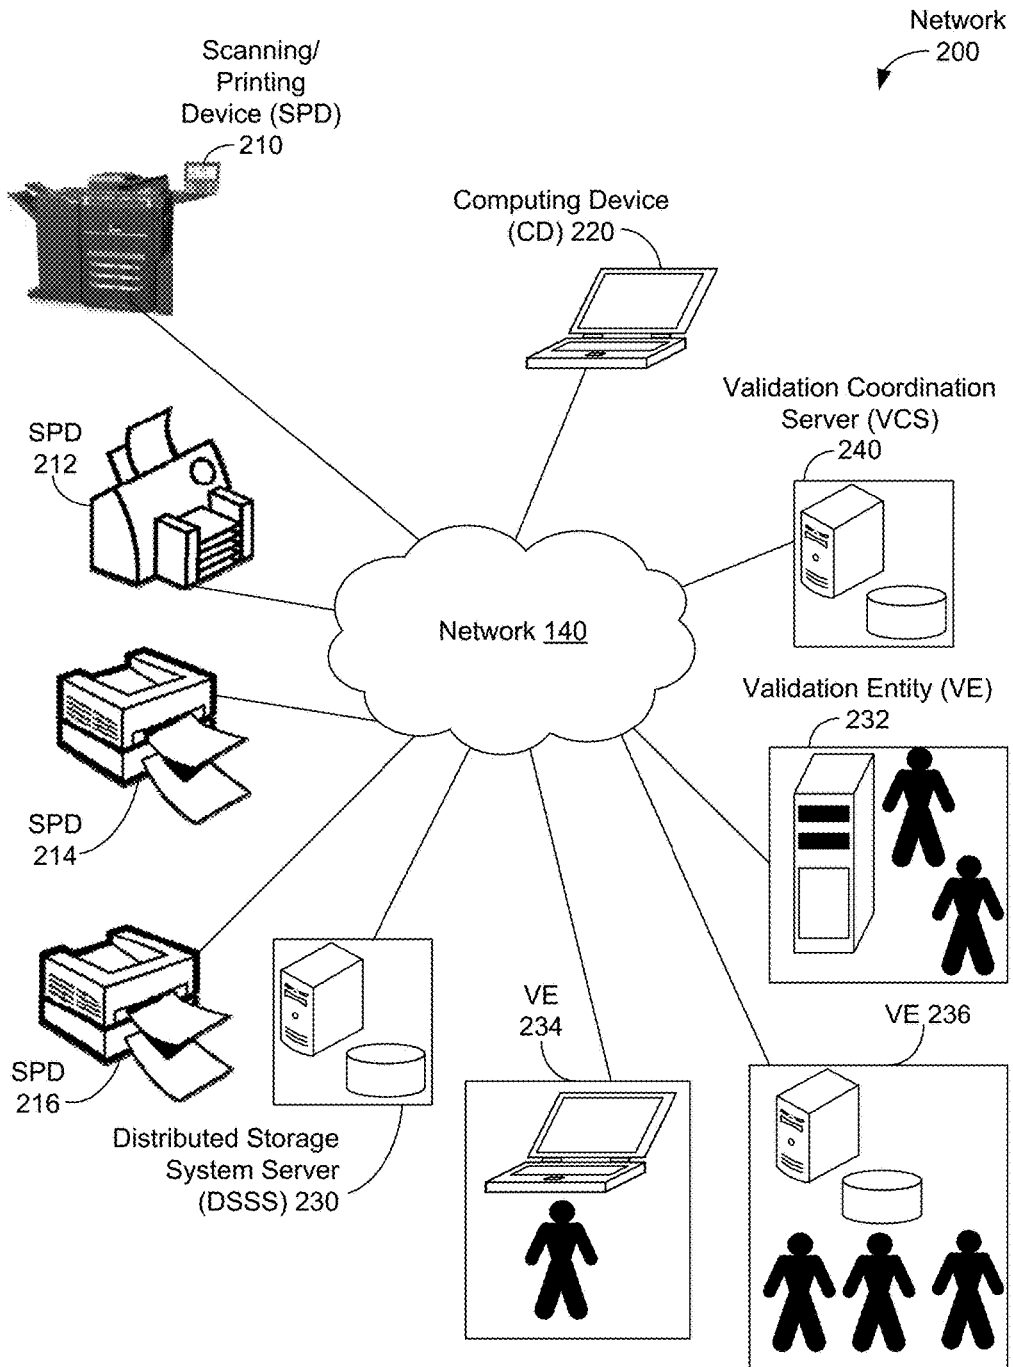 Network
200
Scanning/
Printing
Device (SPD)
210
Computing Device
(CD) 220
Validation Coordination
Server (VCS)
240
SPD
212
Network 140
Validation Entity (VE)
232
SPD
214
VE
234
VE 236
SPD
216
Distributed Storage
System Server
(DSSS) 230